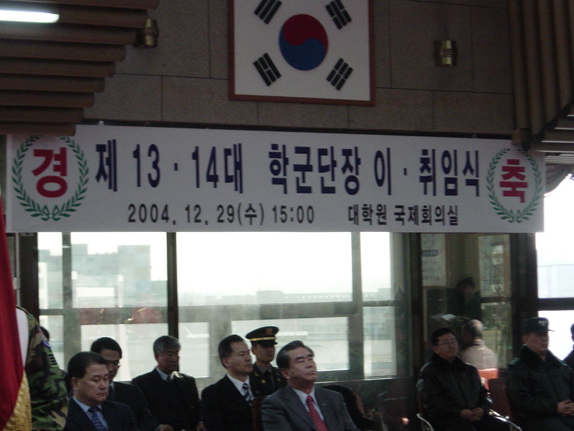 경 제 13·14대 학군단장 이·취임식 축
2004. 12. 29(수) 15:00 대학원 국제회의실